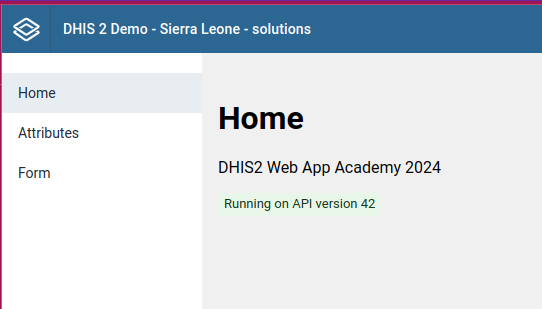 DHIS 2 Demo - Sierra Leone - solutions
Home
Attributes
Form
Home
DHIS2 Web App Academy 2024
Running on API version 42